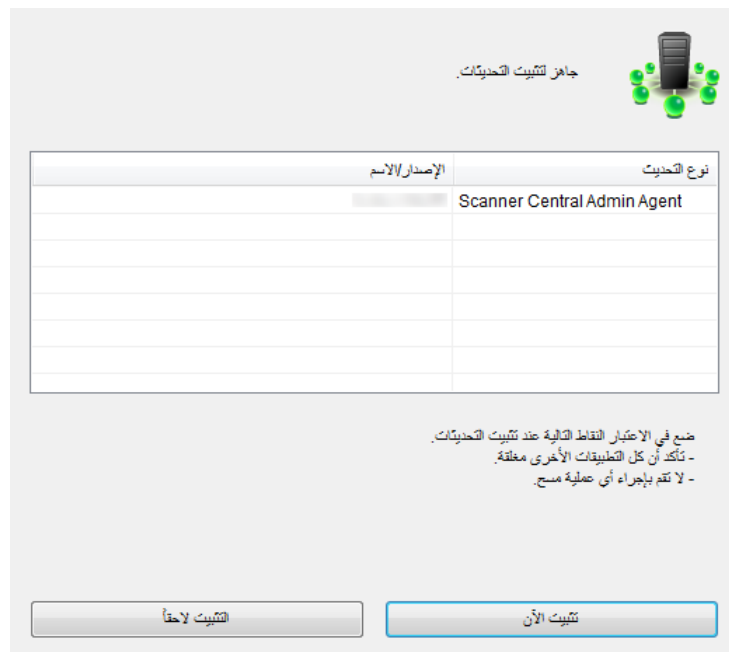 جاهز لتثبيت التحديثات.
نوع التحديث
الإصدار/الاسم
Scanner Central Admin Agent
ضع في الاعتبار النقاط التالية عند تثبيت التحديثات.
- تأكد أن كل التطبيقات الأخرى مغلقة.
- لا تقم بإجراء أي عملية مسح.
تثبيت الآن
التثبيت لاحقاً